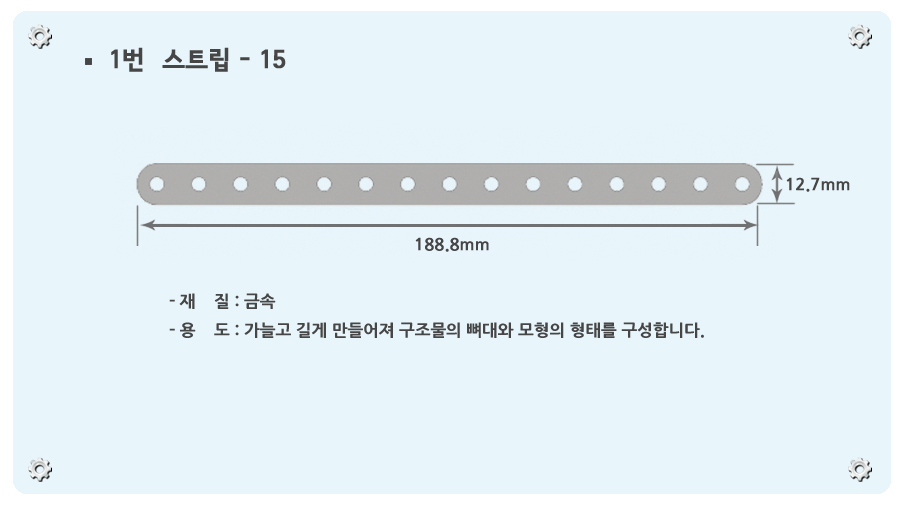 ▪ 1번 스트립 - 15
12.7mm
188.8mm
- 재 질 : 금속
- 용 도 : 가늘고 길게 만들어져 구조물의 뼈대와 모형의 형태를 구성합니다.